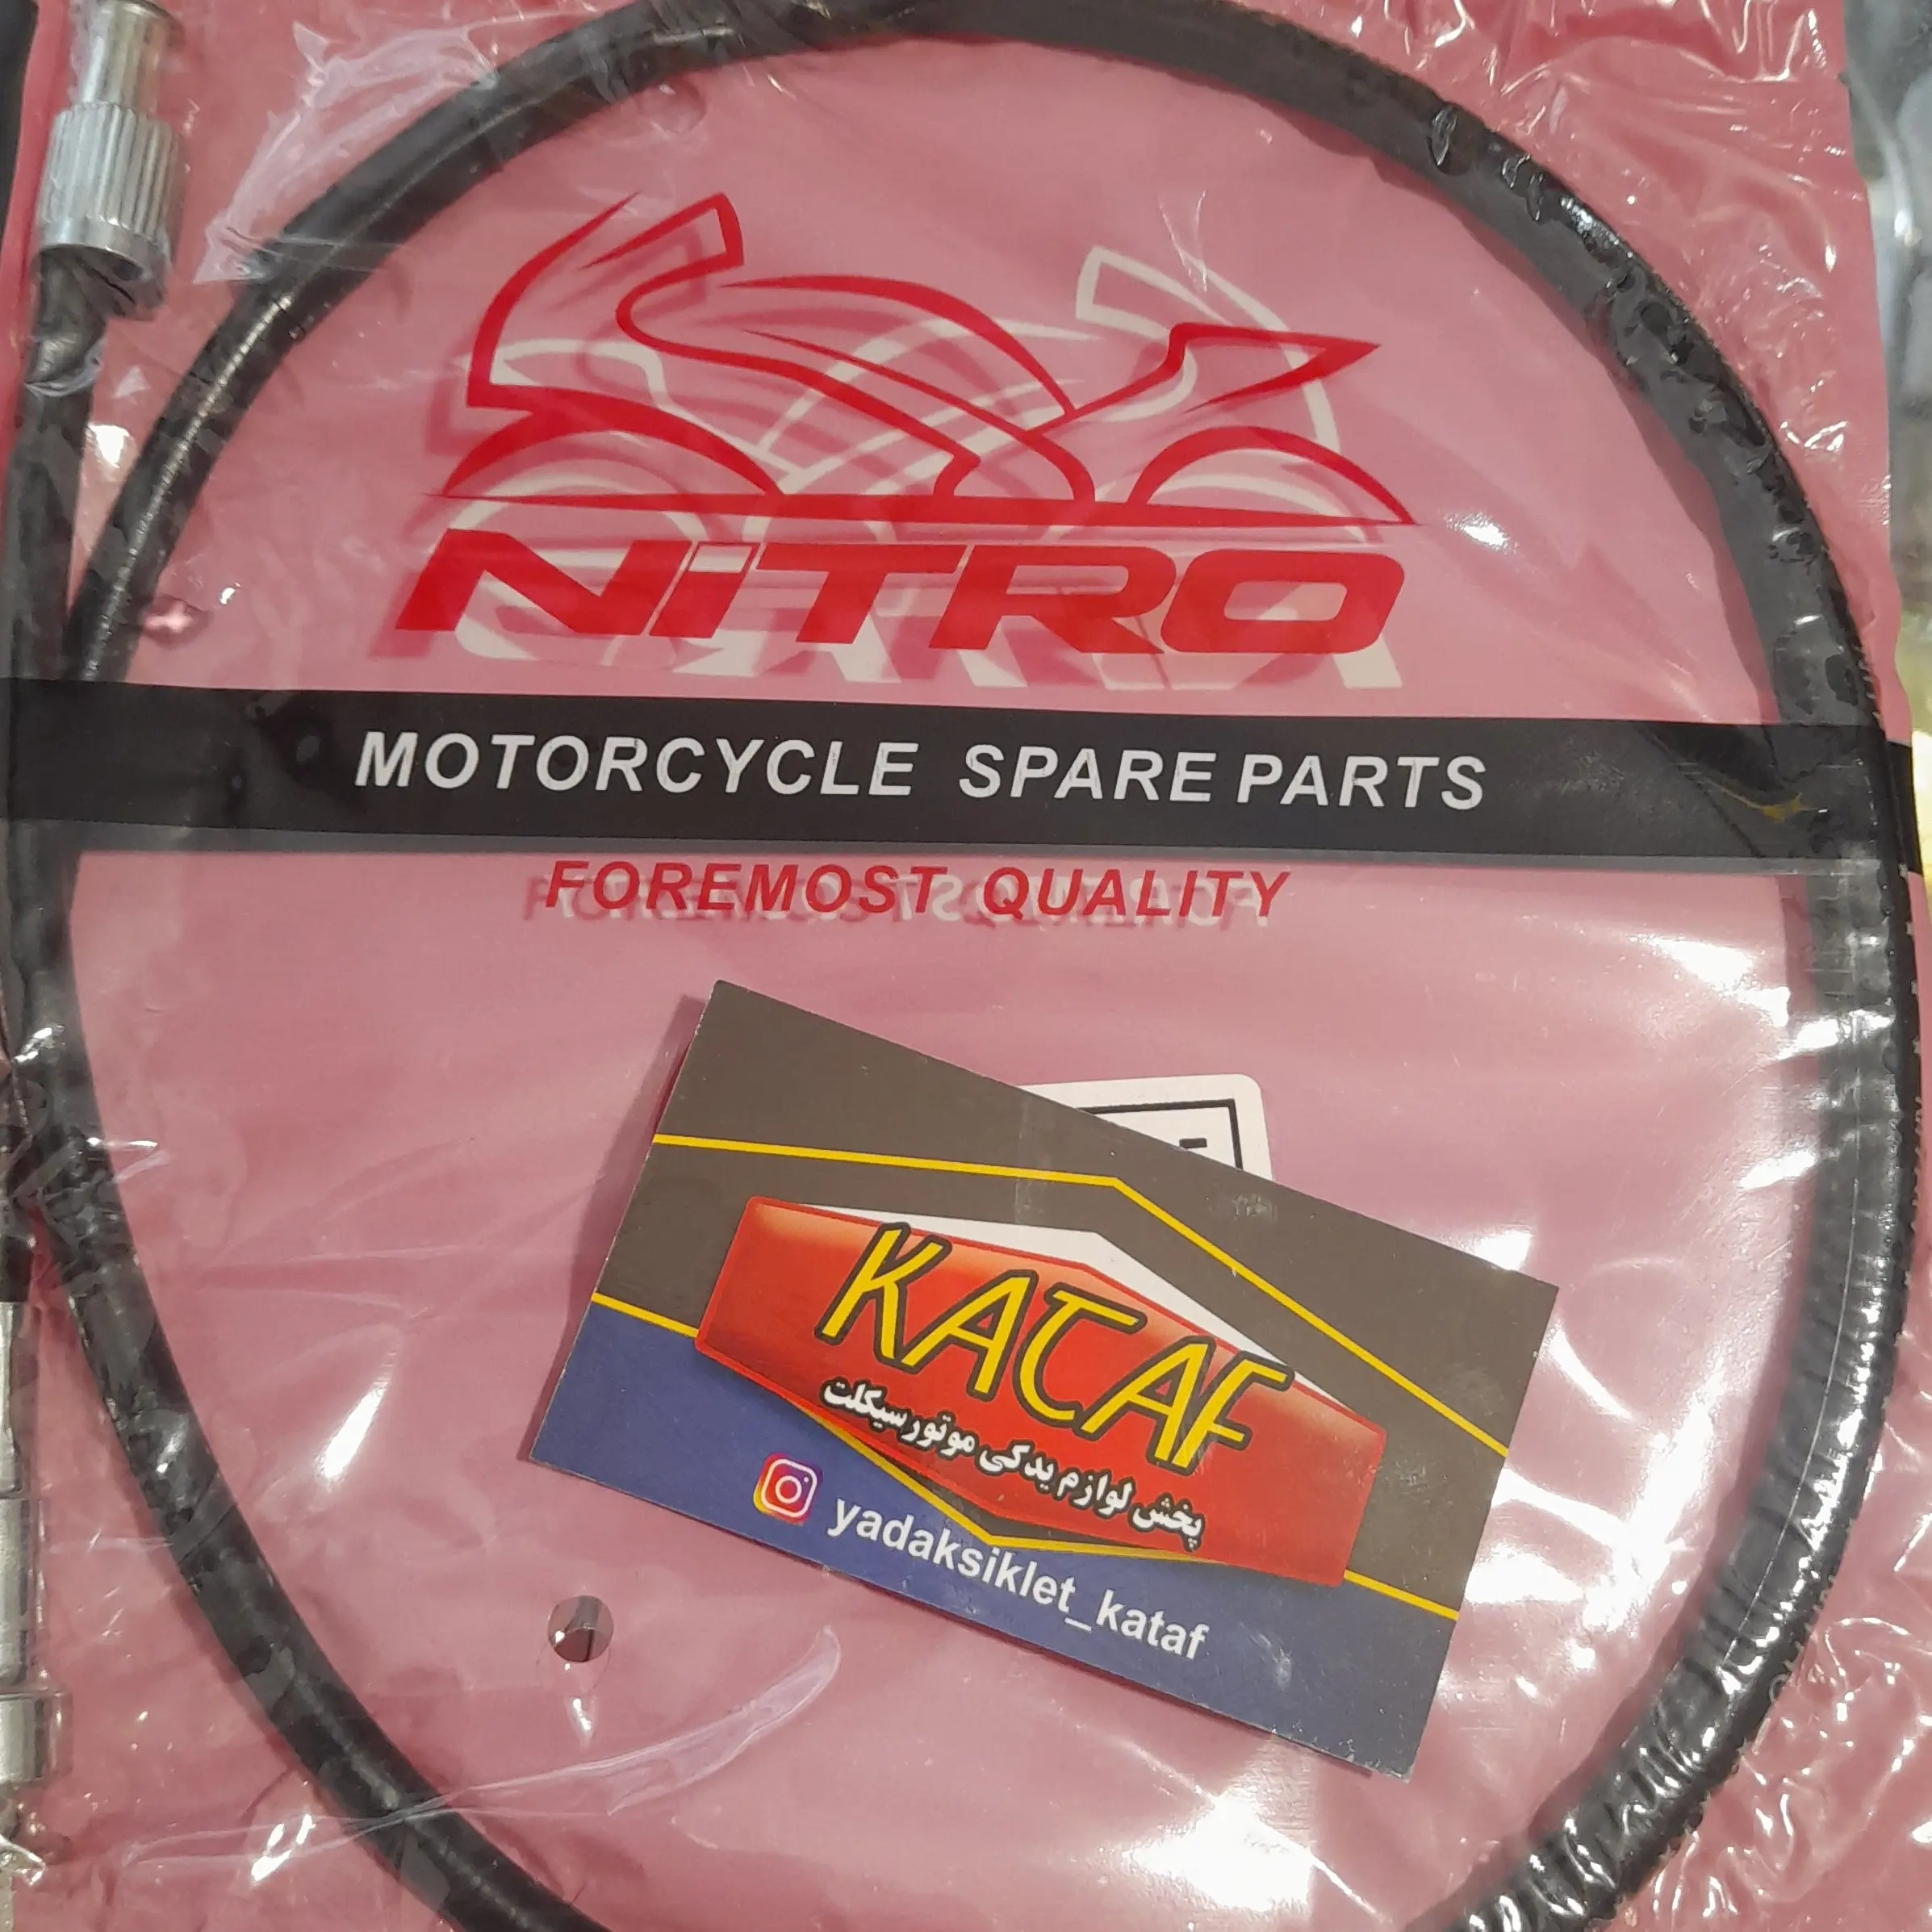 NiTRO
MOTORCYCLE SPARE PARTS
FOREMOST QUALITY
KATAF
پخش لوازم یدکی موتورسیکلت
yadaksiklet_kataf